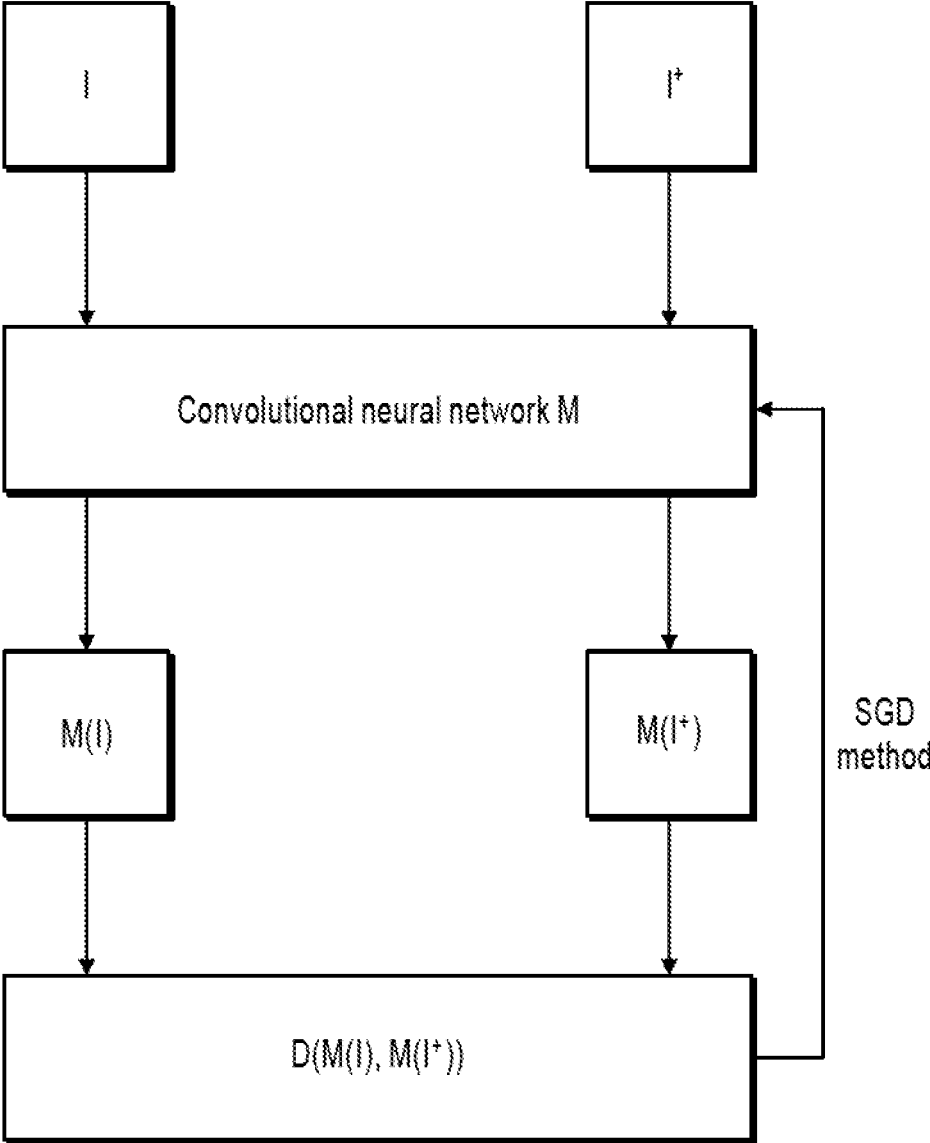 I
I⁺
Convolutional neural network M
M(I)
M(I⁺)
SGD
method
D(M(I), M(I⁺))